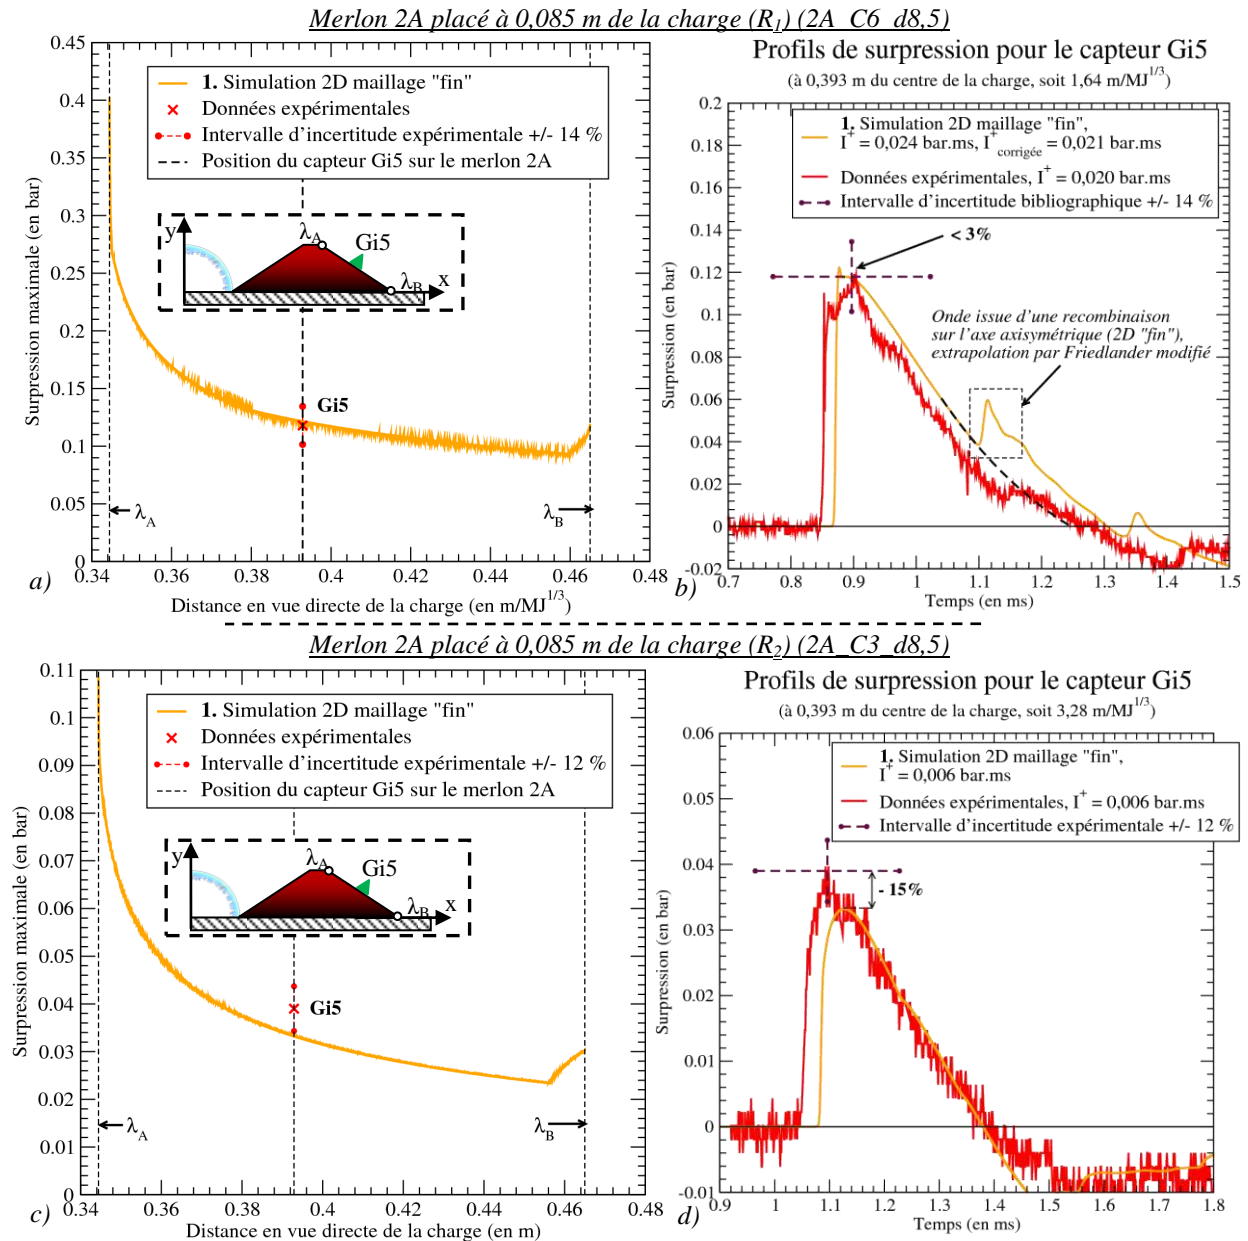 Merlon 2A placé à 0,085 m de la charge (R1) (2A_C6_d8,5)
0.45
0.4
0.35
0.3
0.25
0.2
0.15
0.1
0.05
0
Surpression maximale (en bar)
1. Simulation 2D maillage "fin"
Données expérimentales
Intervalle d'incertitude expérimentale +/- 14 %
Position du capteur Gi5 sur le merlon 2A
y
λA
Gi5
λB
x
Gi5
λA
λB
0.34
0.36
0.38
0.4
0.42
0.44
0.46
0.48
a)
Distance en vue directe de la charge (en m/MJ^1/3)
Profils de surpression pour le capteur Gi5
(à 0,393 m du centre de la charge, soit 1,64 m/MJ^1/3)
0.2
0.18
0.16
0.14
0.12
0.1
0.08
0.06
0.04
0.02
0
-0.02
Surpression (en bar)
1. Simulation 2D maillage "fin",
I+ = 0,024 bar.ms, I+corrigée = 0,021 bar.ms
Données expérimentales, I+ = 0,020 bar.ms
Intervalle d'incertitude bibliographique +/- 14 %
< 3%
Onde issue d'une recombinaison
sur l'axe axisymétrique (2D "fin"),
extrapolation par Friedlander modifié
0.7
0.8
0.9
1
1.1
1.2
1.3
1.4
1.5
b)
Temps (en ms)
Merlon 2A placé à 0,085 m de la charge (R2) (2A_C3_d8,5)
0.11
0.1
0.09
0.08
0.07
0.06
0.05
0.04
0.03
0.02
0.01
0
Surpression maximale (en bar)
1. Simulation 2D maillage "fin"
Données expérimentales
Intervalle d'incertitude expérimentale +/- 12 %
Position du capteur Gi5 sur le merlon 2A
y
λA
Gi5
λB
x
Gi5
λA
λB
0.34
0.36
0.38
0.4
0.42
0.44
0.46
0.48
c)
Distance en vue directe de la charge (en m)
Profils de surpression pour le capteur Gi5
(à 0,393 m du centre de la charge, soit 3,28 m/MJ^1/3)
0.06
0.05
0.04
0.03
0.02
0.01
0
-0.01
Surpression (en bar)
1. Simulation 2D maillage "fin",
I+ = 0,006 bar.ms
Données expérimentales, I+ = 0,006 bar.ms
Intervalle d'incertitude expérimentale +/- 12 %
- 15%
0.9
1
1.1
1.2
1.3
1.4
1.5
1.6
1.7
1.8
d)
Temps (en ms)